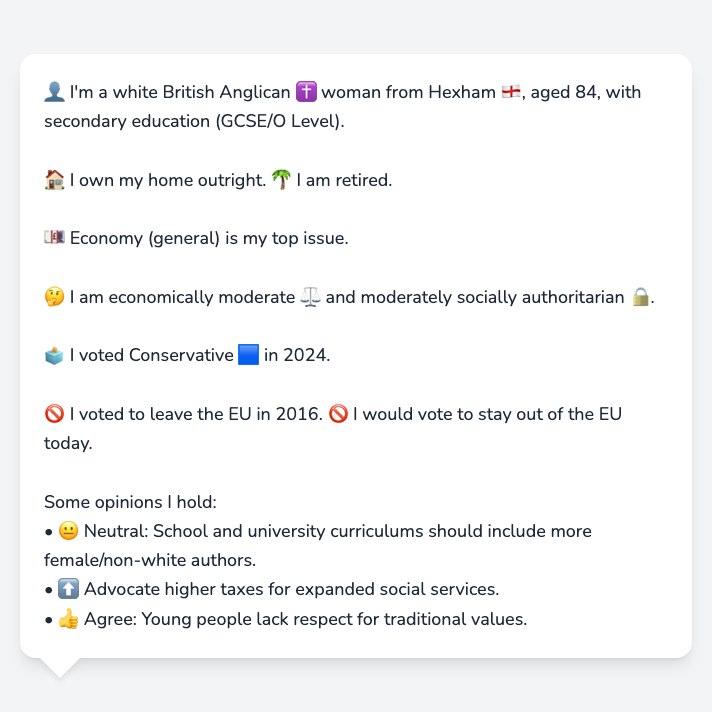 👤 I'm a white British Anglican ✝️ woman from Hexham 🏴󠁧󠁢󠁥󠁮󠁧󠁿, aged 84, with
secondary education (GCSE/O Level).
🏠 I own my home outright. 🌴 I am retired.
💷 Economy (general) is my top issue.
🤔 I am economically moderate ⚖️ and moderately socially authoritarian 🔒.
🗳️ I voted Conservative 🟦 in 2024.
🚫 I voted to leave the EU in 2016. 🚫 I would vote to stay out of the EU
today.
Some opinions I hold:
• 😐 Neutral: School and university curriculums should include more
female/non-white authors.
• ⬆️ Advocate higher taxes for expanded social services.
• 👍 Agree: Young people lack respect for traditional values.